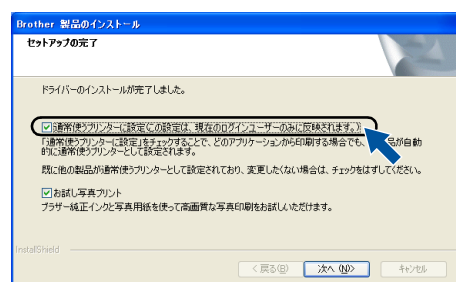 Brother 製品のインストール
セットアップの完了
ドライバーのインストールが完了しました。
通常使うプリンターに設定(この設定は、現在のログインユーザーのみに反映されます。)
「通常使うプリンターに設定」をチェックすることで、どのアプリケーションから印刷する場合でも、 品が自動
的に通常使うプリンターとして設定されます。
既に他の製品が通常使うプリンターとして設定されており、変更したくない場合は、チェックをはずしてください。
お試し写真プリント
ブラザー純正インクと写真用紙を使って高画質な写真印刷をお試しいただけます。
InstallShield
< 戻る(B) 次へ (N)> キャンセル